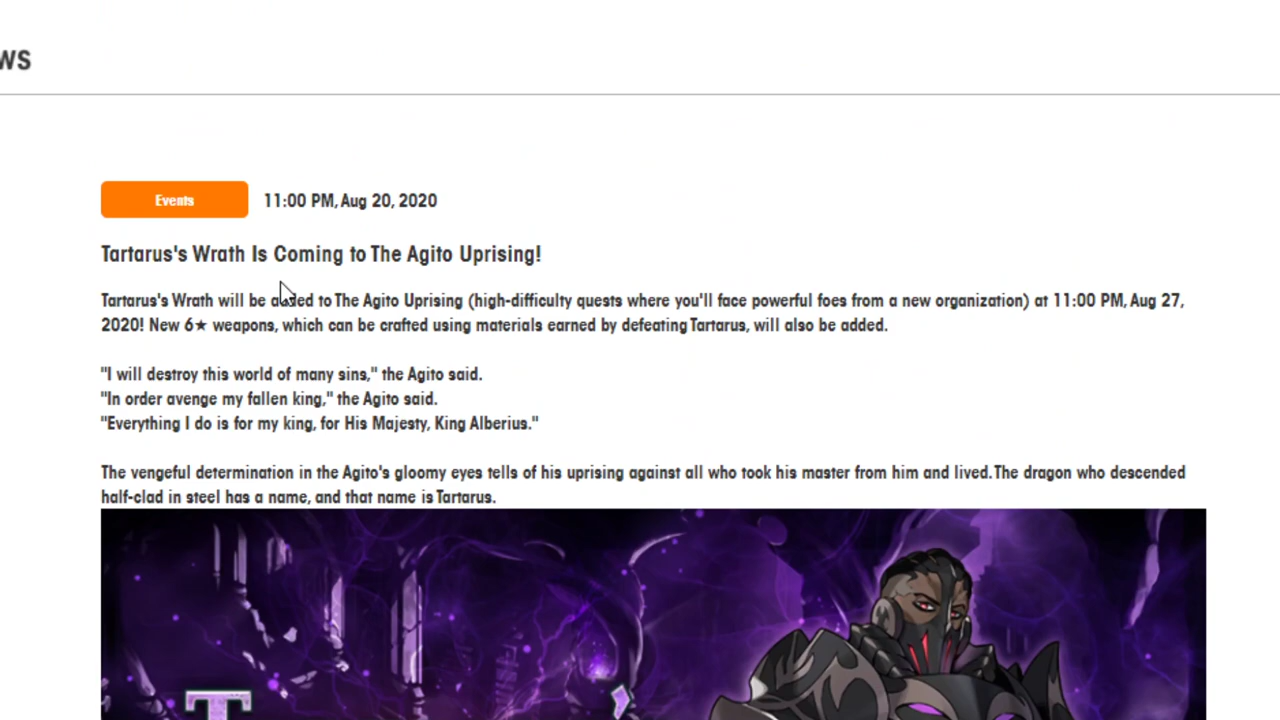 ws
Events
11:00 PM, Aug 20, 2020
Tartarus's Wrath Is Coming to The Agito Uprising!
Tartarus's Wrath will be added to The Agito Uprising (high-difficulty quests where you'll face powerful foes from a new organization) at 11:00 PM, Aug 27,
2020! New 6★ weapons, which can be crafted using materials earned by defeating Tartarus, will also be added.
"I will destroy this world of many sins," the Agito said.
"In order avenge my fallen king," the Agito said.
"Everything I do is for my king, for His Majesty, King Alberius."
The vengeful determination in the Agito's gloomy eyes tells of his uprising against all who took his master from him and lived. The dragon who descended
half-clad in steel has a name, and that name is Tartarus.
T